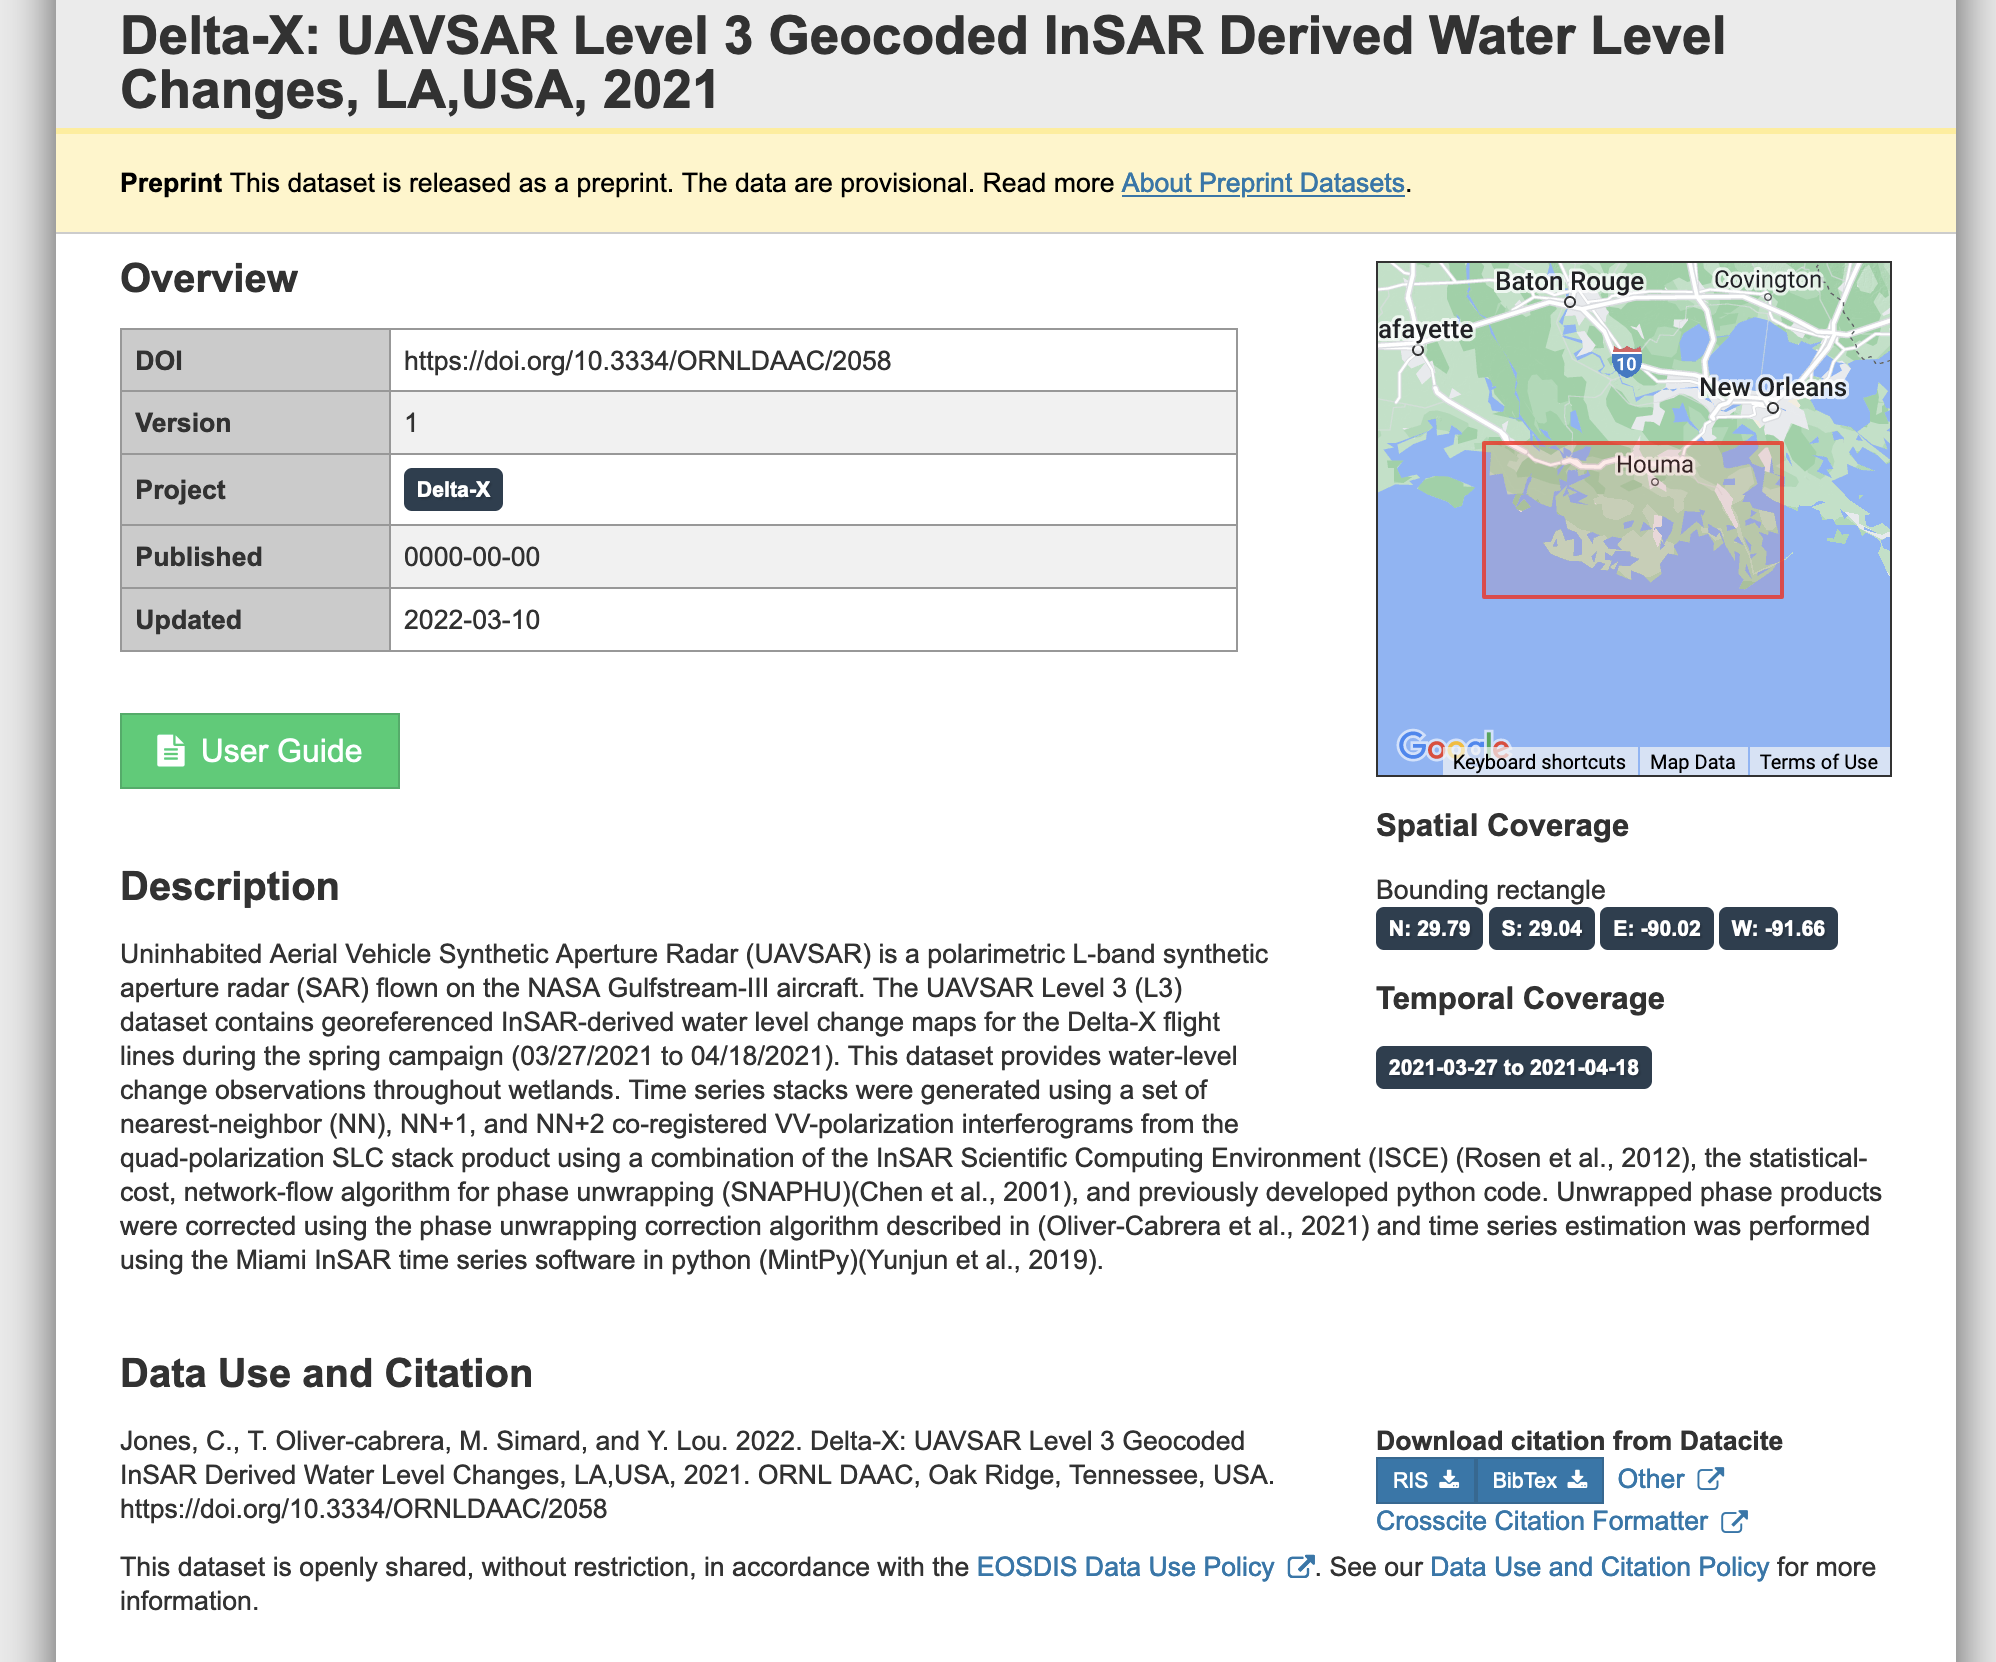 Delta-X: UAVSAR Level 3 Geocoded InSAR Derived Water Level
Changes, LA,USA, 2021
Preprint This dataset is released as a preprint. The data are provisional. Read more About Preprint Datasets.
Overview
DOI https://doi.org/10.3334/ORNLDAAC/2058
Version 1
Project Delta-X
Published 0000-00-00
Updated 2022-03-10
User Guide
Baton Rouge
Covington
afayette
10
New Orleans
Houma
Google
Keyboard shortcuts Map Data Terms of Use
Spatial Coverage
Bounding rectangle
N: 29.79 S: 29.04 E: -90.02 W: -91.66
Temporal Coverage
2021-03-27 to 2021-04-18
Description
Uninhabited Aerial Vehicle Synthetic Aperture Radar (UAVSAR) is a polarimetric L-band synthetic
aperture radar (SAR) flown on the NASA Gulfstream-III aircraft. The UAVSAR Level 3 (L3)
dataset contains georeferenced InSAR-derived water level change maps for the Delta-X flight
lines during the spring campaign (03/27/2021 to 04/18/2021). This dataset provides water-level
change observations throughout wetlands. Time series stacks were generated using a set of
nearest-neighbor (NN), NN+1, and NN+2 co-registered VV-polarization interferograms from the
quad-polarization SLC stack product using a combination of the InSAR Scientific Computing Environment (ISCE) (Rosen et al., 2012), the statistical-
cost, network-flow algorithm for phase unwrapping (SNAPHU)(Chen et al., 2001), and previously developed python code. Unwrapped phase products
were corrected using the phase unwrapping correction algorithm described in (Oliver-Cabrera et al., 2021) and time series estimation was performed
using the Miami InSAR time series software in python (MintPy)(Yunjun et al., 2019).
Data Use and Citation
Jones, C., T. Oliver-cabrera, M. Simard, and Y. Lou. 2022. Delta-X: UAVSAR Level 3 Geocoded
InSAR Derived Water Level Changes, LA,USA, 2021. ORNL DAAC, Oak Ridge, Tennessee, USA.
https://doi.org/10.3334/ORNLDAAC/2058
Download citation from Datacite
RIS BibTex Other
Crosscite Citation Formatter
This dataset is openly shared, without restriction, in accordance with the EOSDIS Data Use Policy. See our Data Use and Citation Policy for more
information.